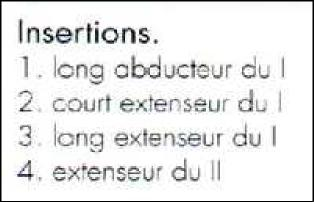 Insertions.
1. long abducteur du I
2. court extenseur du I
3. long extenseur du I
4. extenseur du II